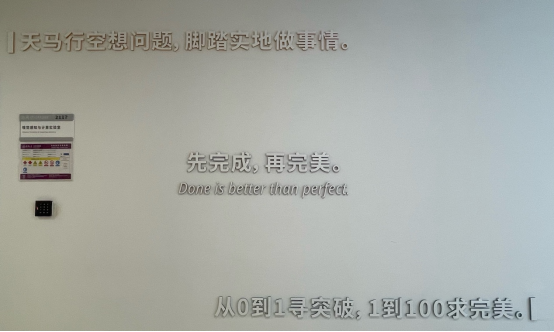 天马行空想问题，脚踏实地做事情。
先完成，再完美。
Done is better than perfect.
从0到1寻突破，1到100求完美。